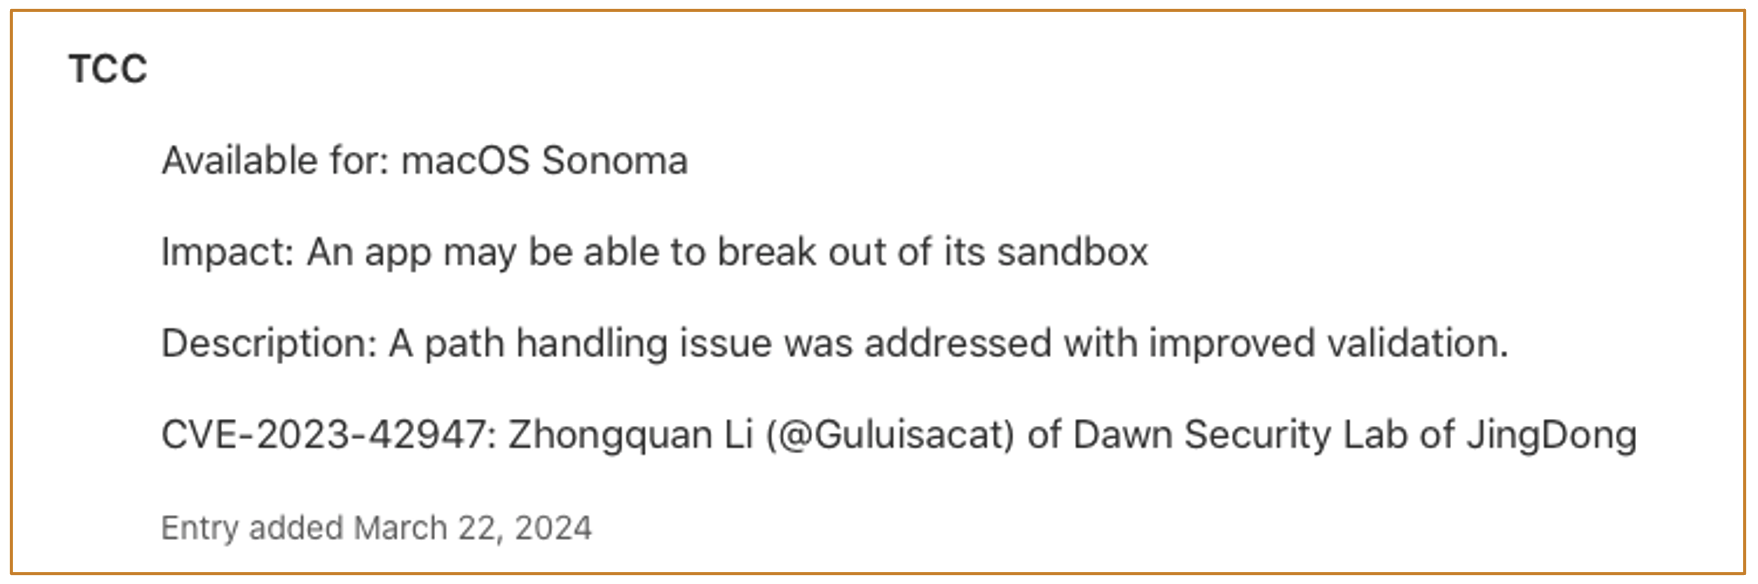 TCC
Available for: macOS Sonoma
Impact: An app may be able to break out of its sandbox
Description: A path handling issue was addressed with improved validation.
CVE-2023-42947: Zhongquan Li (@Guluisacat) of Dawn Security Lab of JingDong
Entry added March 22, 2024